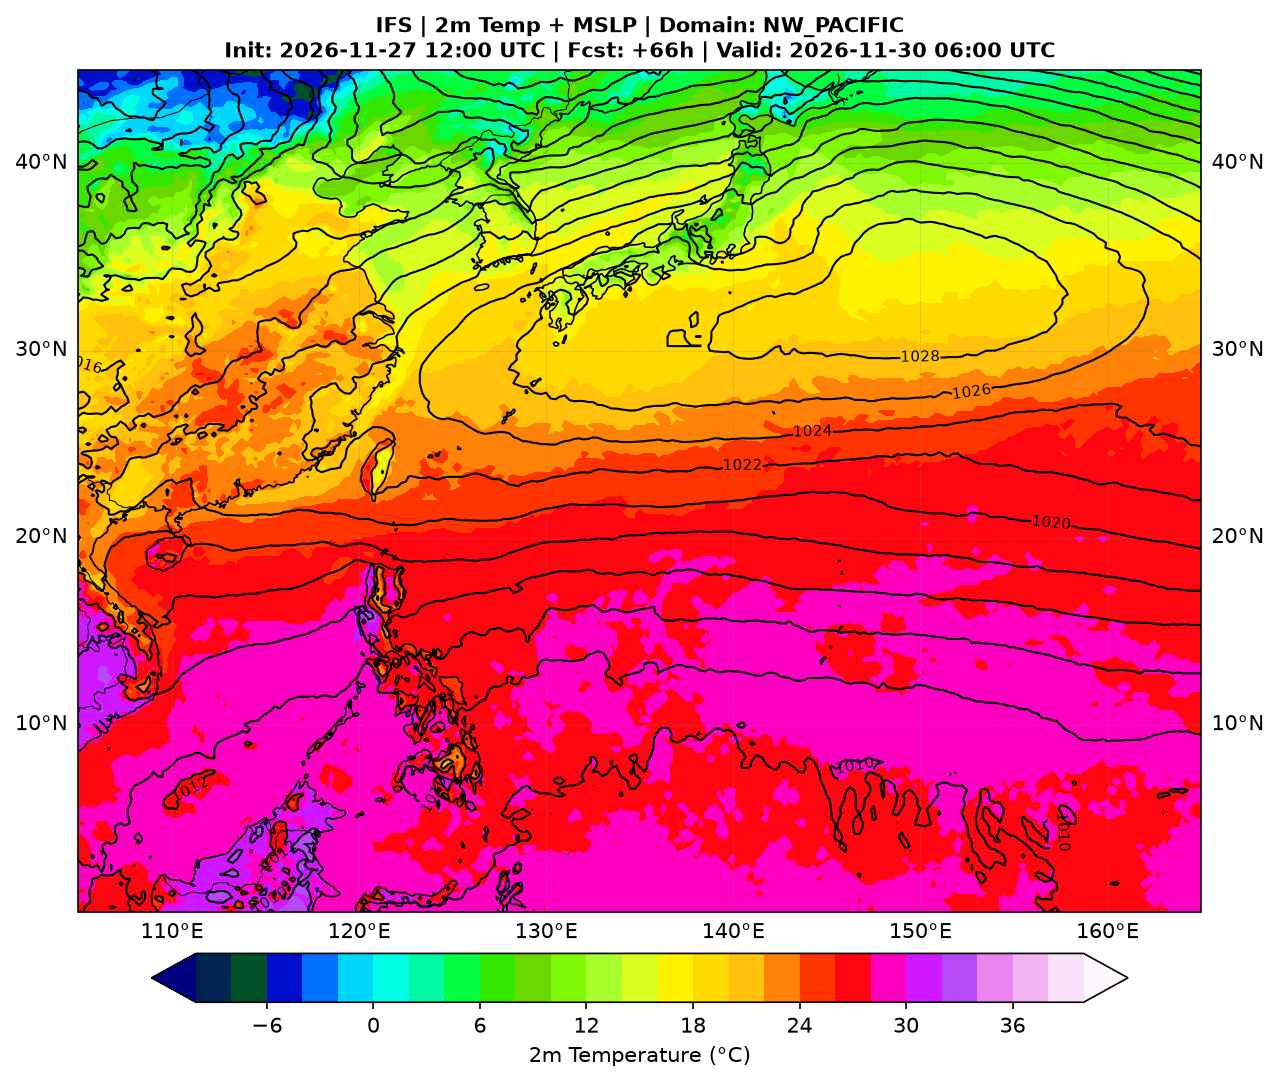 IFS | 2m Temp + MSLP | Domain: NW_PACIFIC
Init: 2026-11-27 12:00 UTC | Fcst: +66h | Valid: 2026-11-30 06:00 UTC
40°N 40°N
016
30°N 1028 30°N
1026
1024
1022
1020
20°N 20°N
10°N 10°N
1010
1012
1010
1012
110°E 120°E 130°E 140°E 150°E 160°E
−6 0 6 12 18 24 30 36
2m Temperature (°C)